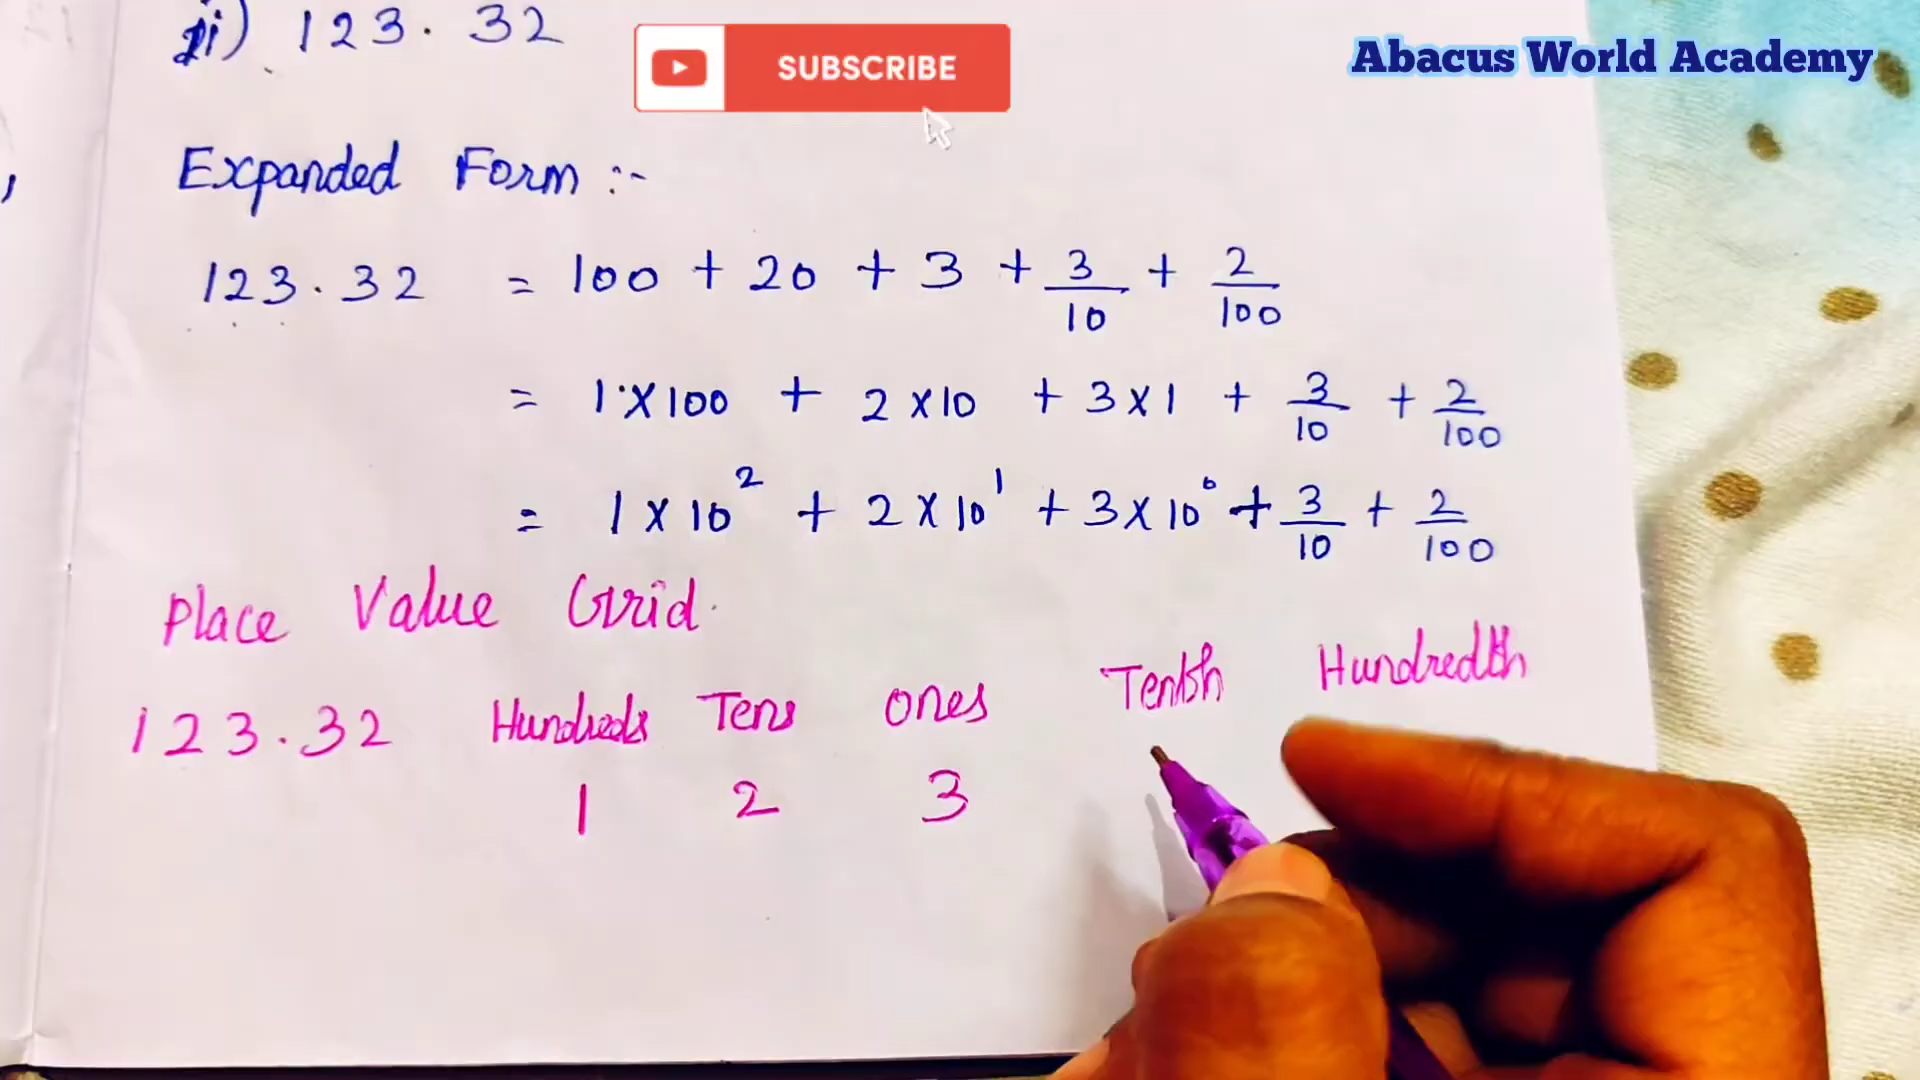 ii) 123.32
SUBSCRIBE
Abacus World Academy
Expanded Form :-
123.32 = 100 + 20 + 3 + 3/10 + 2/100
= 1×100 + 2×10 + 3×1 + 3/10 + 2/100
= 1×10² + 2×10¹ + 3×10⁰ + 3/10 + 2/100
Place Value Grid.
123.32 Hundreds Tens Ones Tenth Hundredth
1 2 3